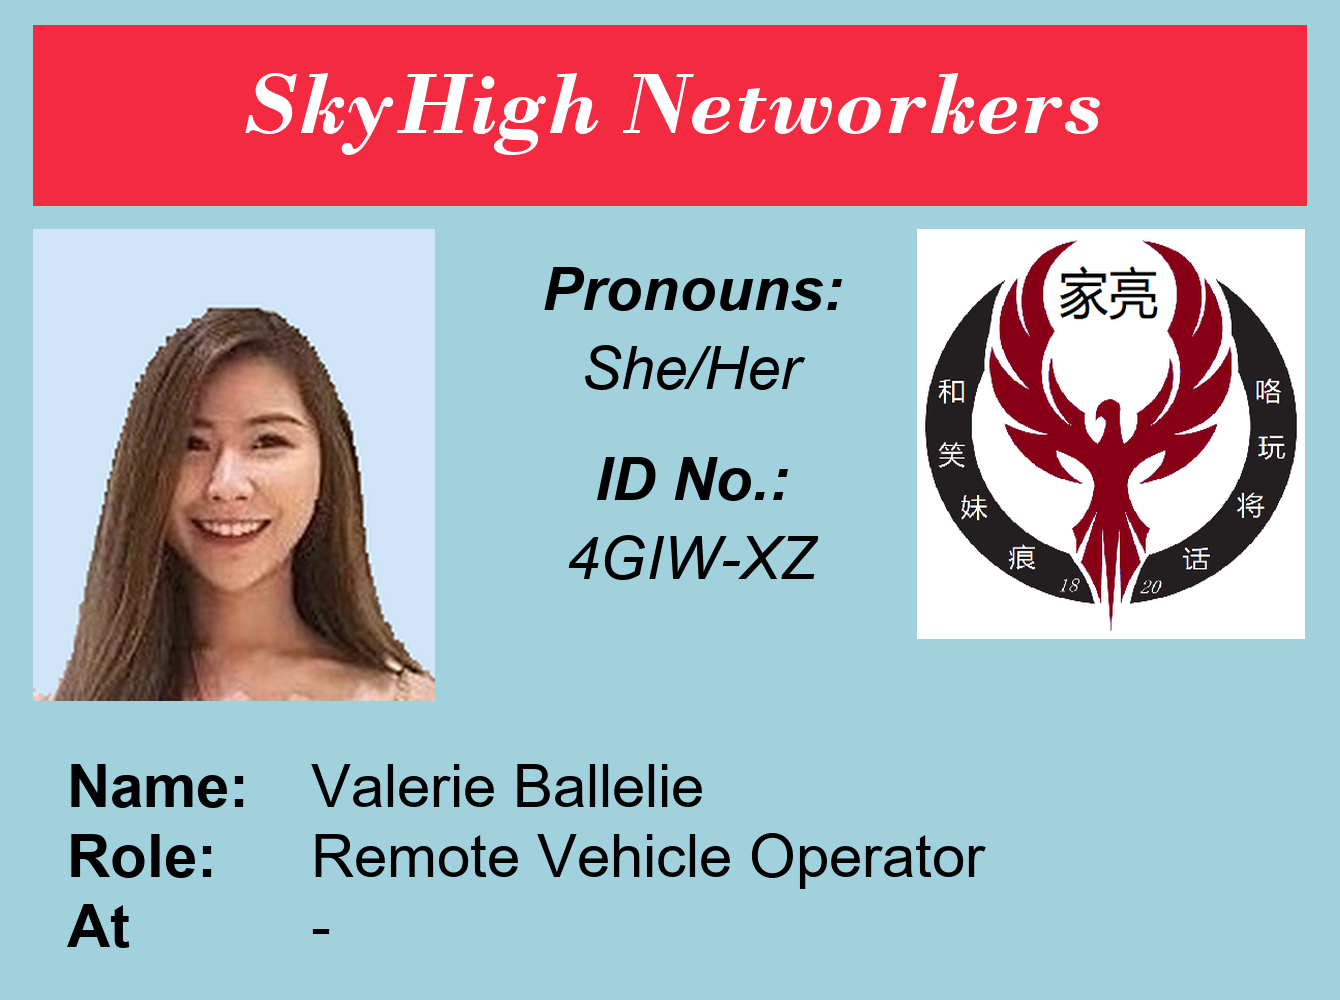 SkyHigh Networkers
Pronouns:
She/Her
ID No.:
4GIW-XZ
家亮
和笑妹痕
咯玩将话
18 20
Name: Valerie Ballelie
Role: Remote Vehicle Operator
At -